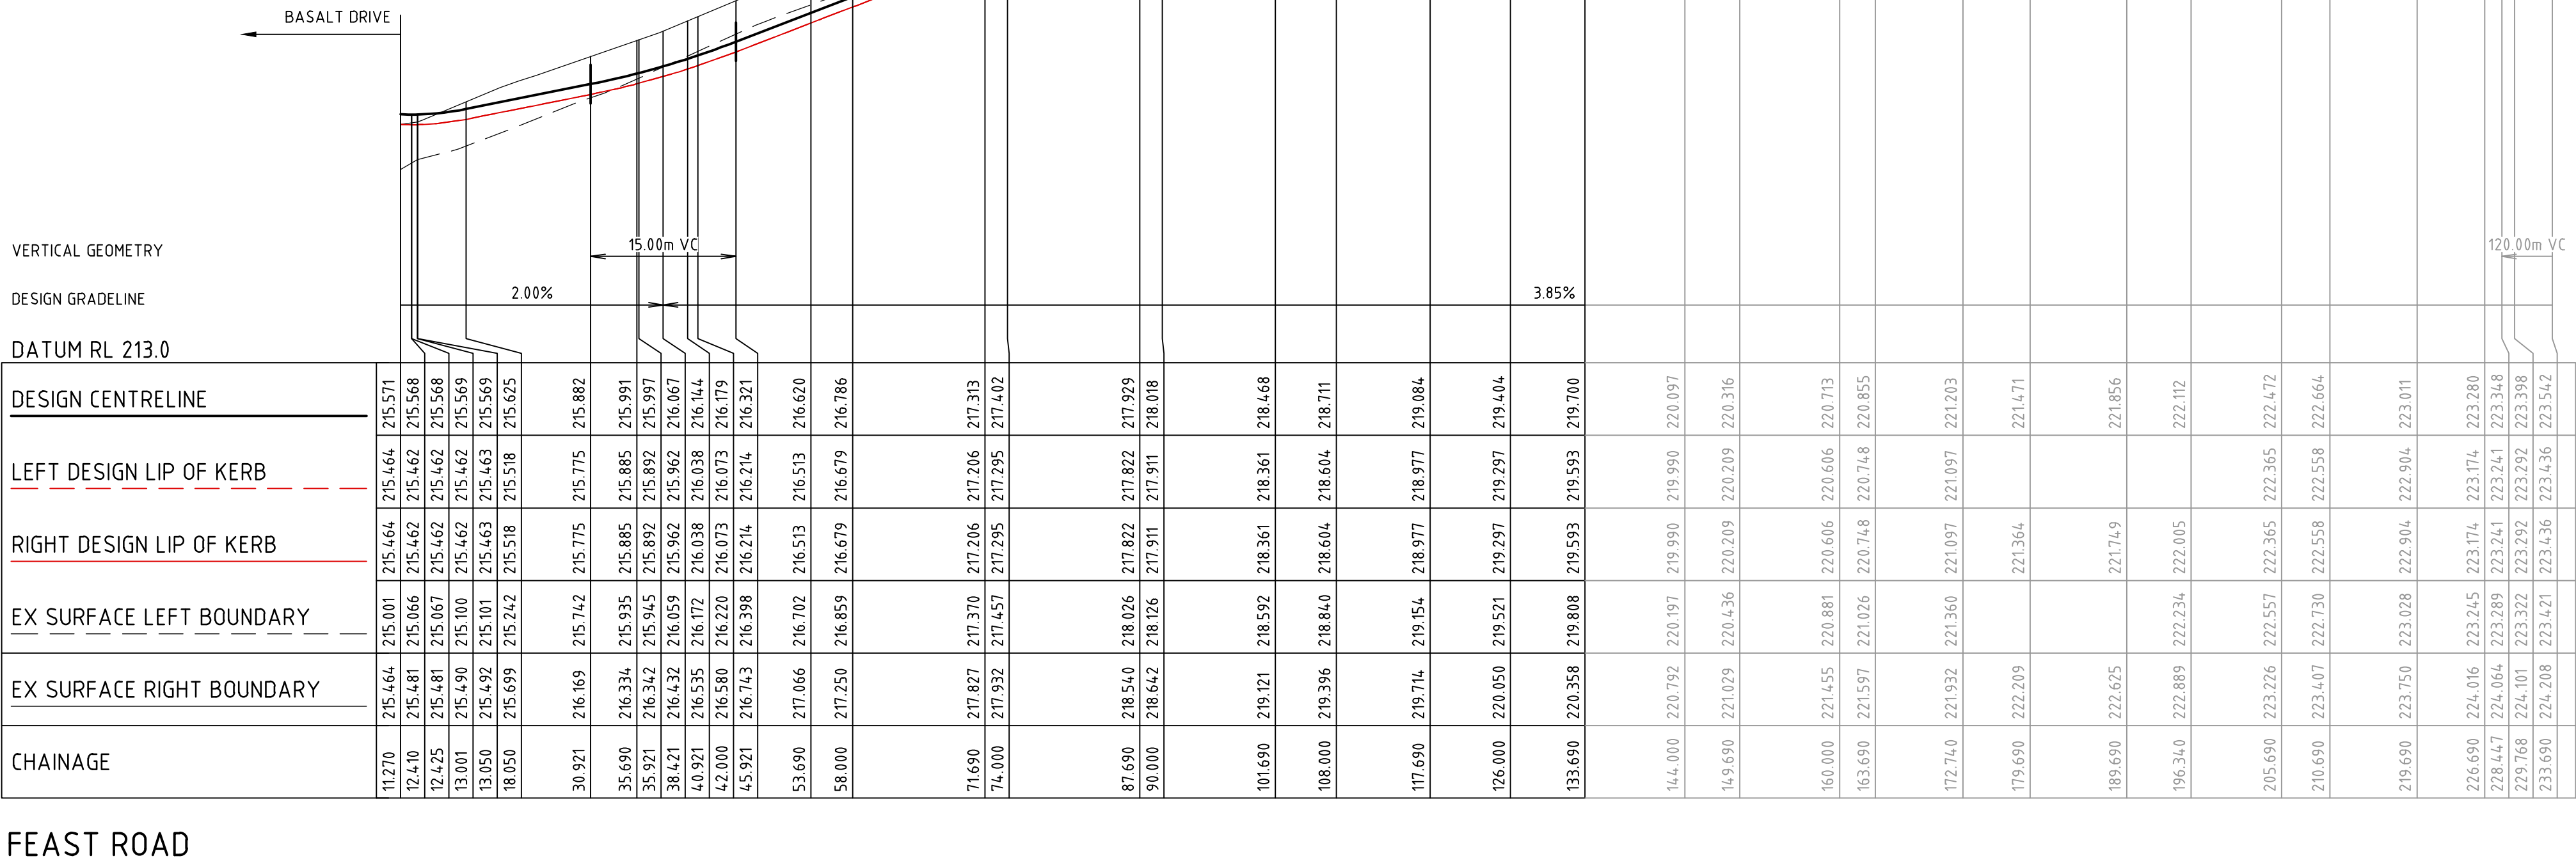 BASALT DRIVE
VERTICAL GEOMETRY 15.00m VC 120.00m VC
DESIGN GRADELINE 2.00% 3.85%
DATUM RL 213.0
DESIGN CENTRELINE 215.571 215.568 215.568 215.569 215.569 215.625 215.882 215.991 215.997 216.067 216.144 216.179 216.321 216.620 216.786 217.313 217.402 217.929 218.018 218.468 218.711 219.084 219.404 219.700 220.097 220.316 220.713 220.855 221.203 221.471 221.856 222.112 222.472 222.664 223.011 223.280 223.348 223.398 223.542
LEFT DESIGN LIP OF KERB 215.464 215.462 215.462 215.462 215.463 215.518 215.775 215.885 215.892 215.962 216.038 216.073 216.214 216.513 216.679 217.206 217.295 217.822 217.911 218.361 218.604 218.977 219.297 219.593 219.990 220.209 220.606 220.748 221.097 222.365 222.558 222.904 223.174 223.241 223.292 223.436
RIGHT DESIGN LIP OF KERB 215.464 215.462 215.462 215.462 215.463 215.518 215.775 215.885 215.892 215.962 216.038 216.073 216.214 216.513 216.679 217.206 217.295 217.822 217.911 218.361 218.604 218.977 219.297 219.593 219.990 220.209 220.606 220.748 221.097 221.364 221.749 222.005 222.365 222.558 222.904 223.174 223.241 223.292 223.436
EX SURFACE LEFT BOUNDARY 215.001 215.066 215.067 215.100 215.101 215.242 215.742 215.935 215.945 216.059 216.172 216.220 216.398 216.702 216.859 217.370 217.457 218.026 218.126 218.592 218.840 219.154 219.521 219.808 220.197 220.436 220.881 221.026 221.360 222.234 222.557 222.730 223.028 223.245 223.289 223.322 223.421
EX SURFACE RIGHT BOUNDARY 215.464 215.481 215.481 215.490 215.492 215.699 216.169 216.334 216.342 216.432 216.535 216.580 216.743 217.066 217.250 217.827 217.932 218.540 218.642 219.121 219.396 219.714 220.050 220.358 220.792 221.029 221.455 221.597 221.932 222.209 222.625 222.889 223.226 223.407 223.750 224.016 224.064 224.101 224.208
CHAINAGE 11.270 12.410 12.425 13.001 13.050 18.050 30.921 35.690 35.921 38.421 40.921 42.000 45.921 53.690 58.000 71.690 74.000 87.690 90.000 101.690 108.000 117.690 126.000 133.690 144.000 149.690 160.000 163.690 172.740 179.690 189.690 196.340 205.690 210.690 219.690 226.690 228.447 229.768 233.690
FEAST ROAD